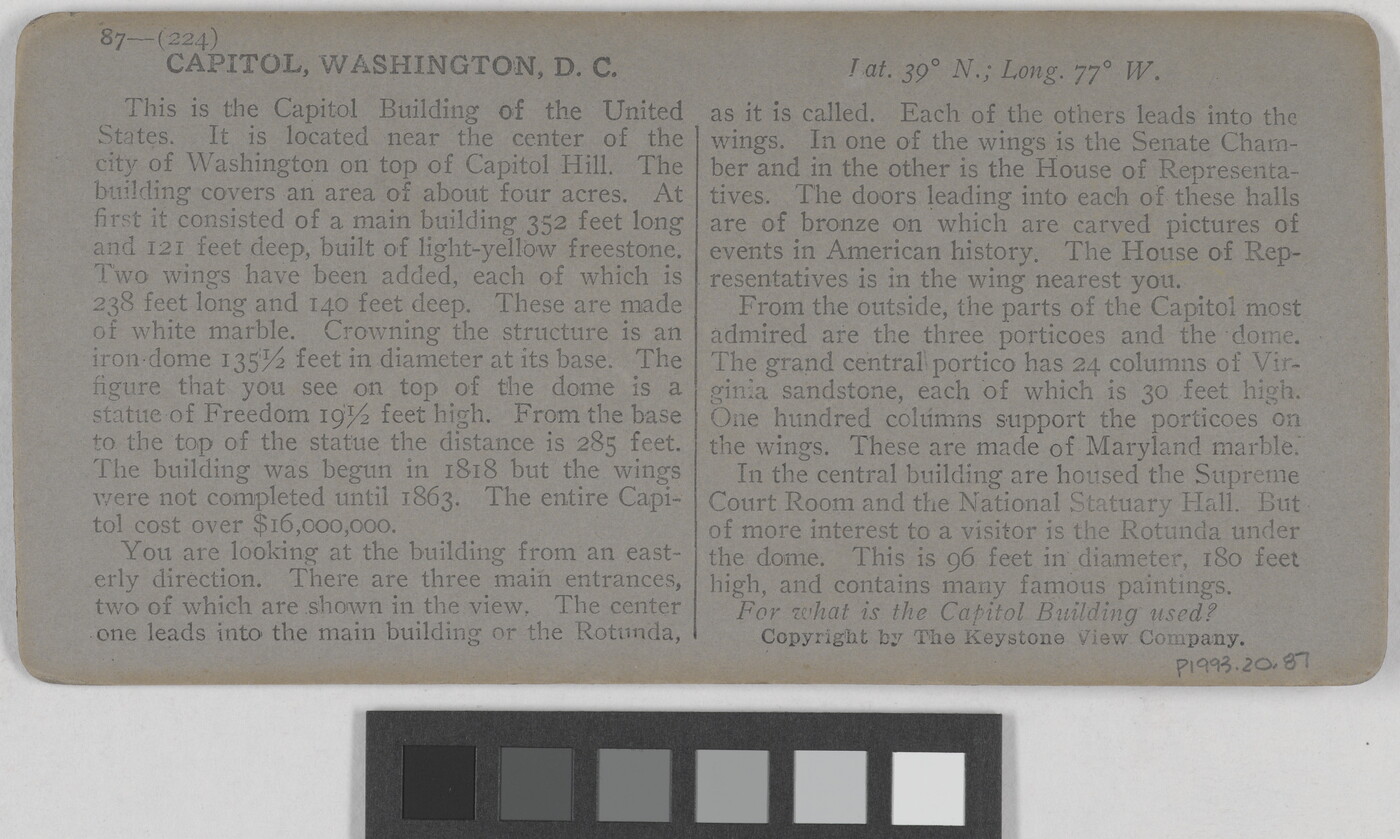 87—(224)
CAPITOL, WASHINGTON, D. C.
This is the Capitol Building of the United
States. It is located near the center of the
city of Washington on top of Capitol Hill. The
building covers an area of about four acres. At
first it consisted of a main building 352 feet long
and 121 feet deep, built of light-yellow freestone.
Two wings have been added, each of which is
238 feet long and 140 feet deep. These are made
of white marble. Crowning the structure is an
iron dome 135½ feet in diameter at its base. The
figure that you see on top of the dome is a
statue of Freedom 19½ feet high. From the base
to the top of the statue the distance is 285 feet.
The building was begun in 1818 but the wings
were not completed until 1863. The entire Capi-
tol cost over $16,000,000.
You are looking at the building from an east-
erly direction. There are three main entrances,
two of which are shown in the view. The center
one leads into the main building or the Rotunda,
Lat. 39° N.; Long. 77° W.
as it is called. Each of the others leads into the
wings. In one of the wings is the Senate Cham-
ber and in the other is the House of Representa-
tives. The doors leading into each of these halls
are of bronze on which are carved pictures of
events in American history. The House of Rep-
resentatives is in the wing nearest you.
From the outside, the parts of the Capitol most
admired are the three porticoes and the dome.
The grand central portico has 24 columns of Vir-
ginia sandstone, each of which is 30 feet high.
One hundred columns support the porticoes on
the wings. These are made of Maryland marble.
In the central building are housed the Supreme
Court Room and the National Statuary Hall. But
of more interest to a visitor is the Rotunda under
the dome. This is 96 feet in diameter, 180 feet
high, and contains many famous paintings.
For what is the Capitol Building used?
Copyright by The Keystone View Company.
P1993.20.87